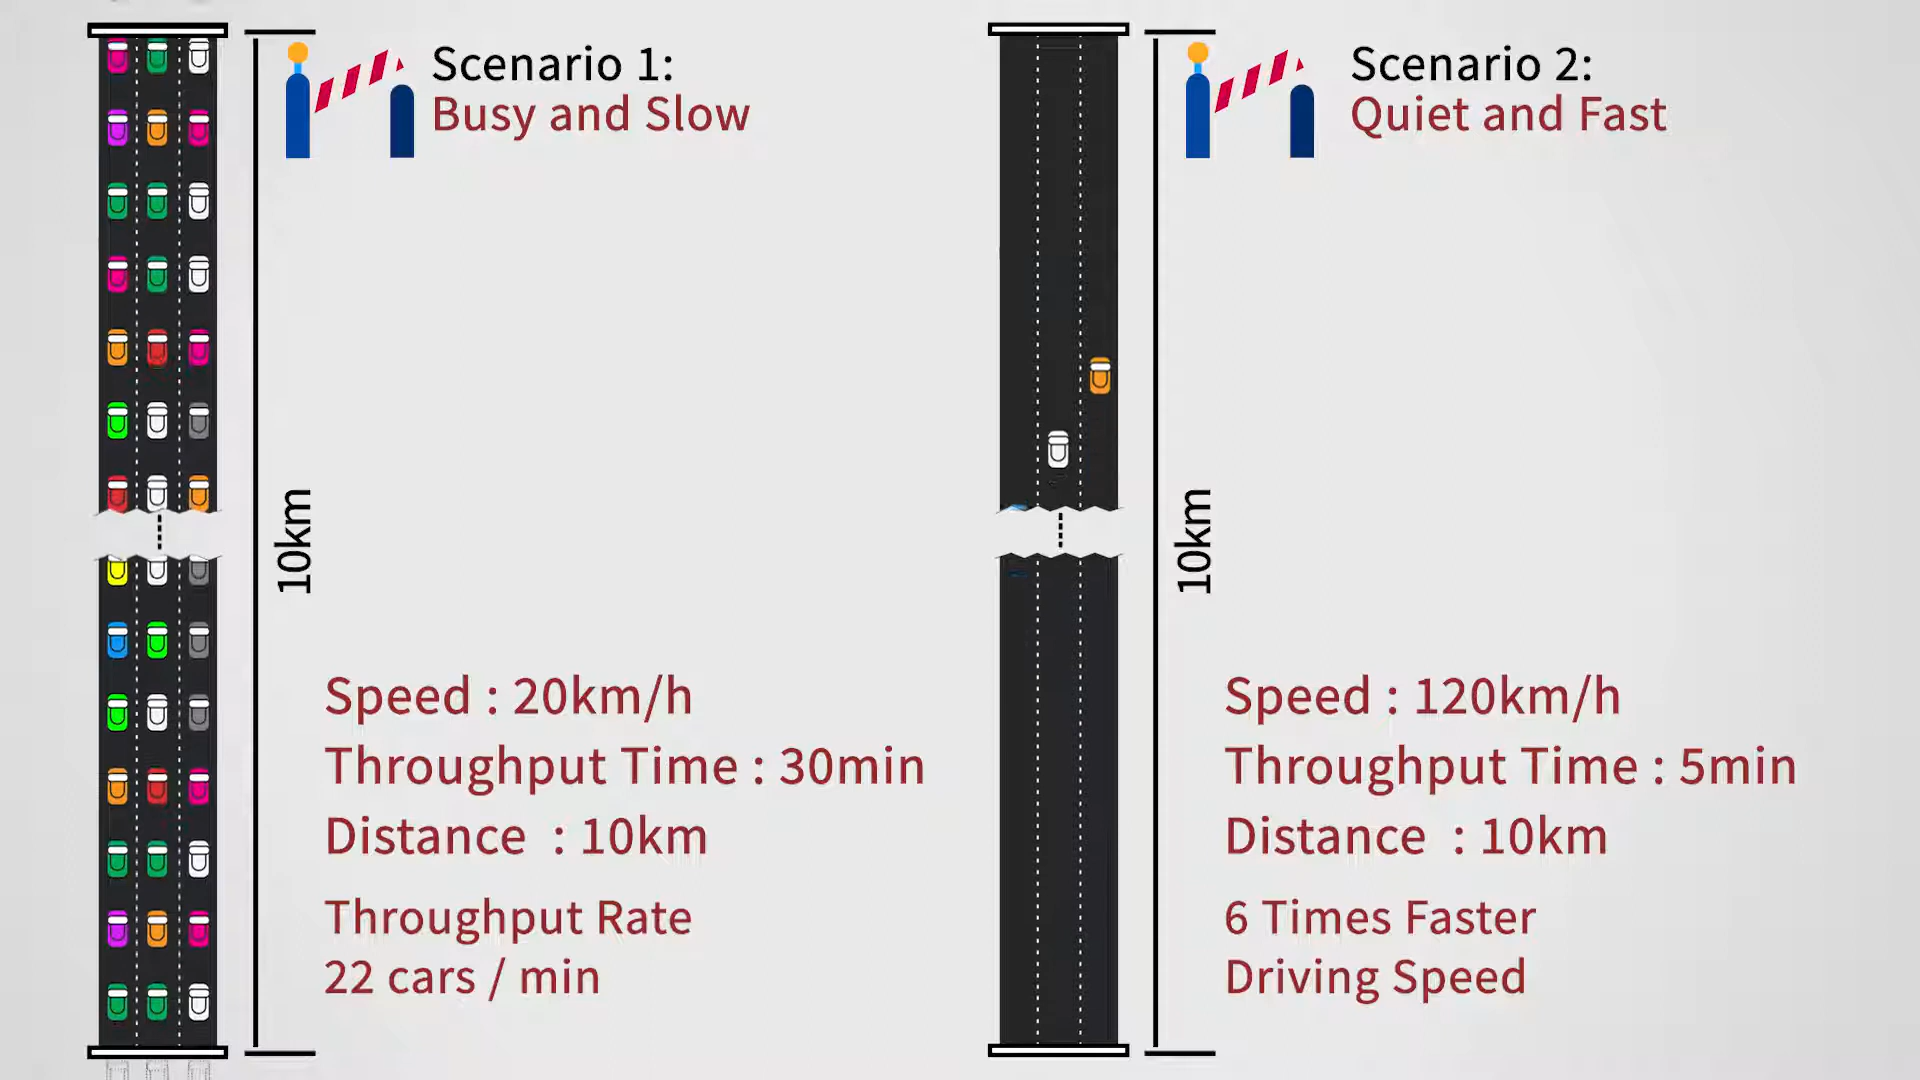 Scenario 1:
Busy and Slow
10km
Speed : 20km/h
Throughput Time : 30min
Distance : 10km
Throughput Rate
22 cars / min
Scenario 2:
Quiet and Fast
10km
Speed : 120km/h
Throughput Time : 5min
Distance : 10km
6 Times Faster
Driving Speed